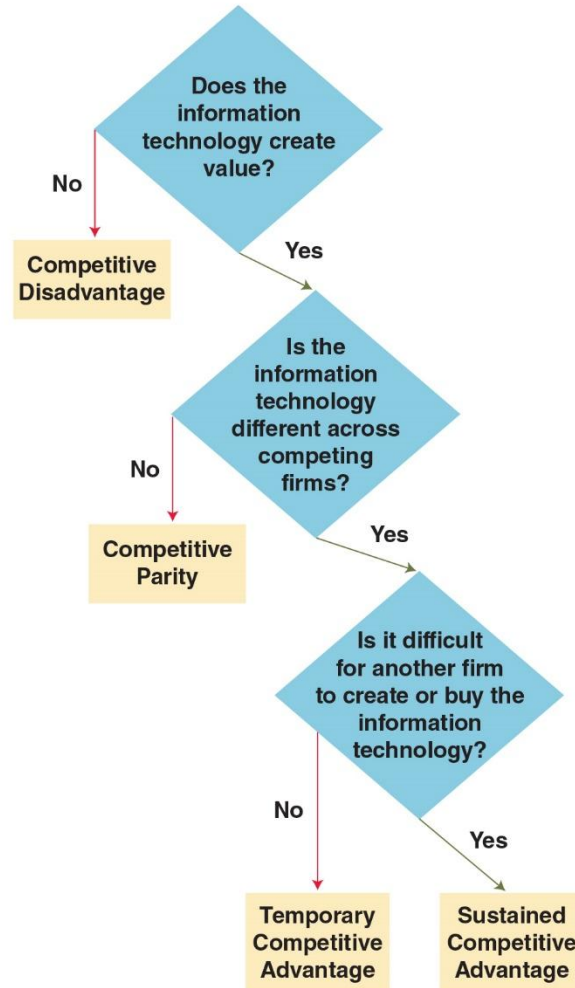 Does the
information
technology create
value?
No
Yes
Competitive
Disadvantage
Is the
information
technology
different across
competing
firms?
No
Yes
Competitive
Parity
Is it difficult
for another firm
to create or buy the
information
technology?
No
Yes
Temporary
Competitive
Advantage
Sustained
Competitive
Advantage